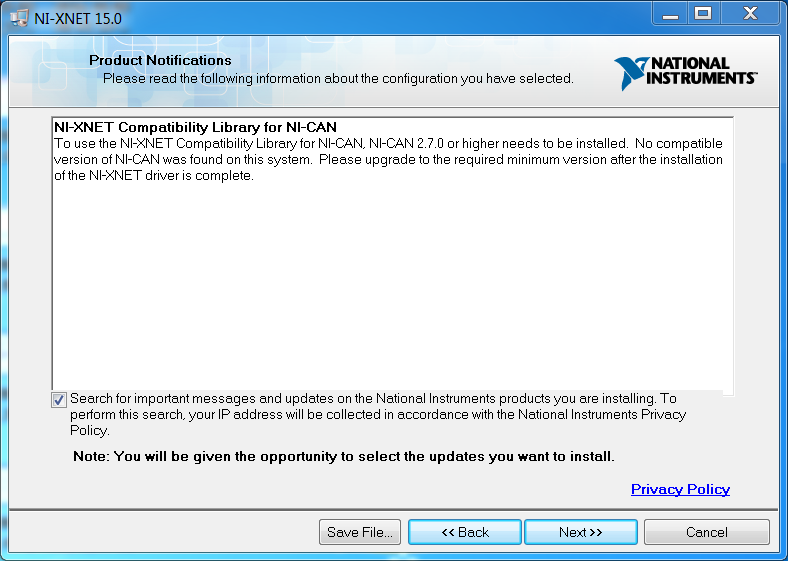 NI-XNET 15.0
Product Notifications
Please read the following information about the configuration you have selected.
NATIONAL
INSTRUMENTS™
NI-XNET Compatibility Library for NI-CAN
To use the NI-XNET Compatibility Library for NI-CAN, NI-CAN 2.7.0 or higher needs to be installed.  No compatible
version of NI-CAN was found on this system.  Please upgrade to the required minimum version after the installation
of the NI-XNET driver is complete.
Search for important messages and updates on the National Instruments products you are installing. To
perform this search, your IP address will be collected in accordance with the National Instruments Privacy
Policy.
Note: You will be given the opportunity to select the updates you want to install.
Privacy Policy
Save File... << Back Next >> Cancel